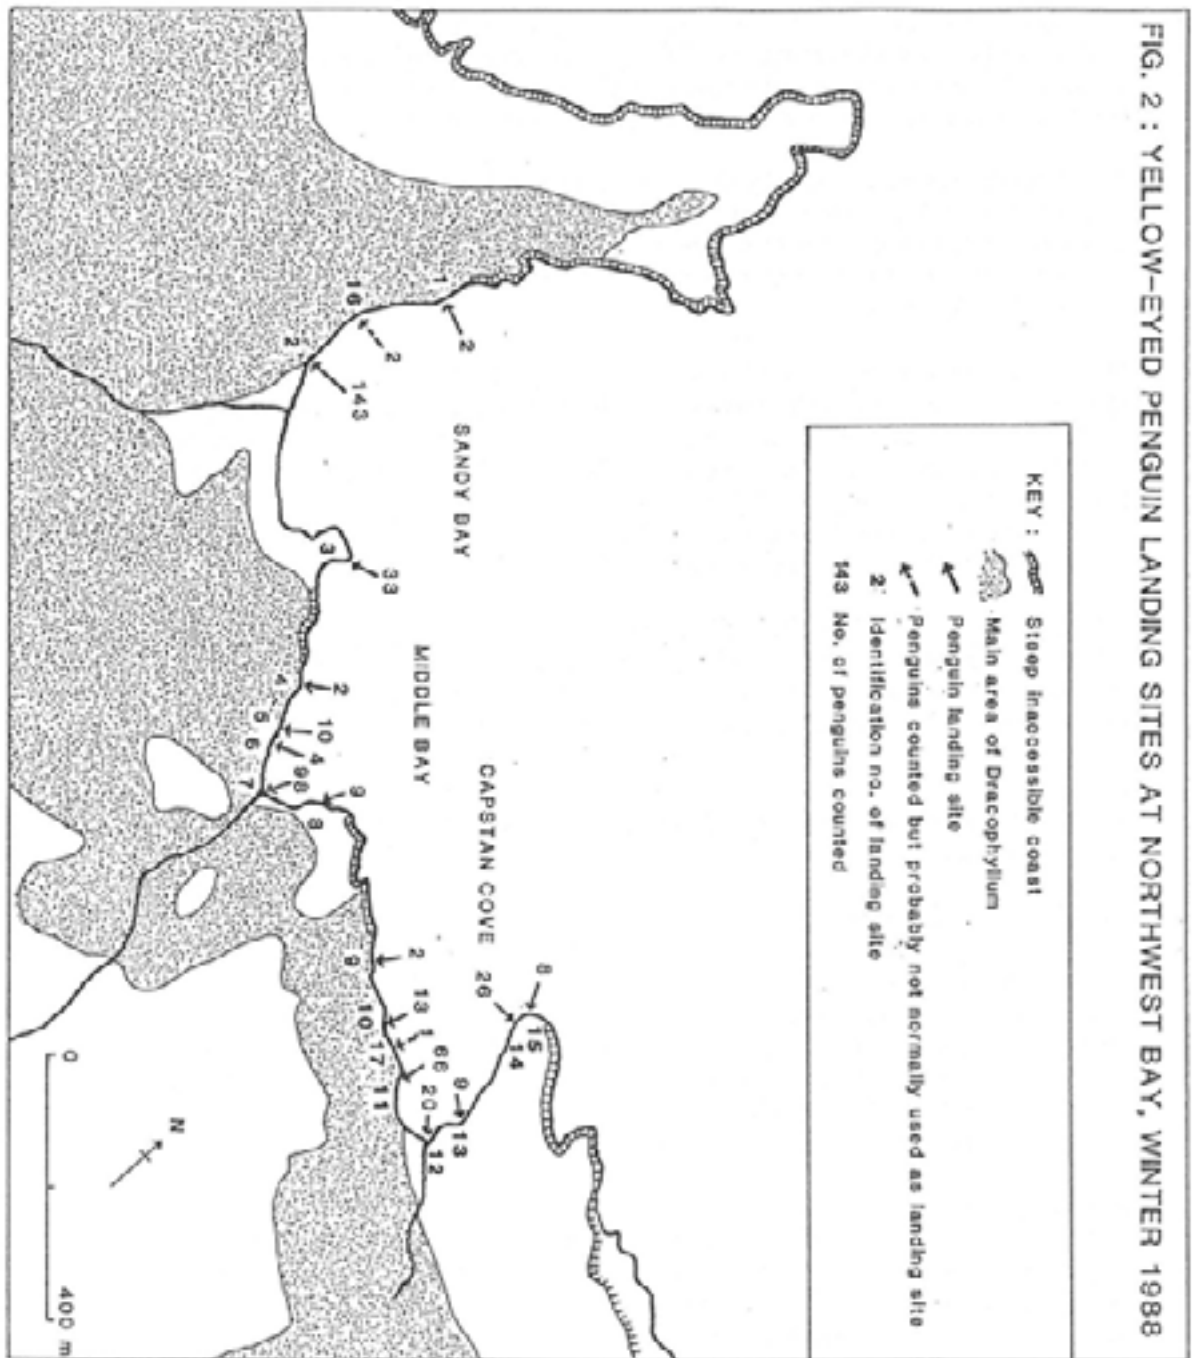 FIG. 2 : YELLOW-EYED PENGUIN LANDING SITES AT NORTHWEST BAY, WINTER 1988
KEY :
Steep inaccessible coast
Main area of Dracophyllum
Penguin landing site
Penguins counted but probably not normally used as landing site
2 Identification no. of landing site
143 No. of penguins counted
SANDY BAY
MIDDLE BAY
CAPSTAN COVE
1
2
16
2
2
143
3
33
4
2
5
10
6
4
7
98
8
9
9
2
10
13
17
1
11
66
12
20
13
9
14
26
15
8
N
0
400 m